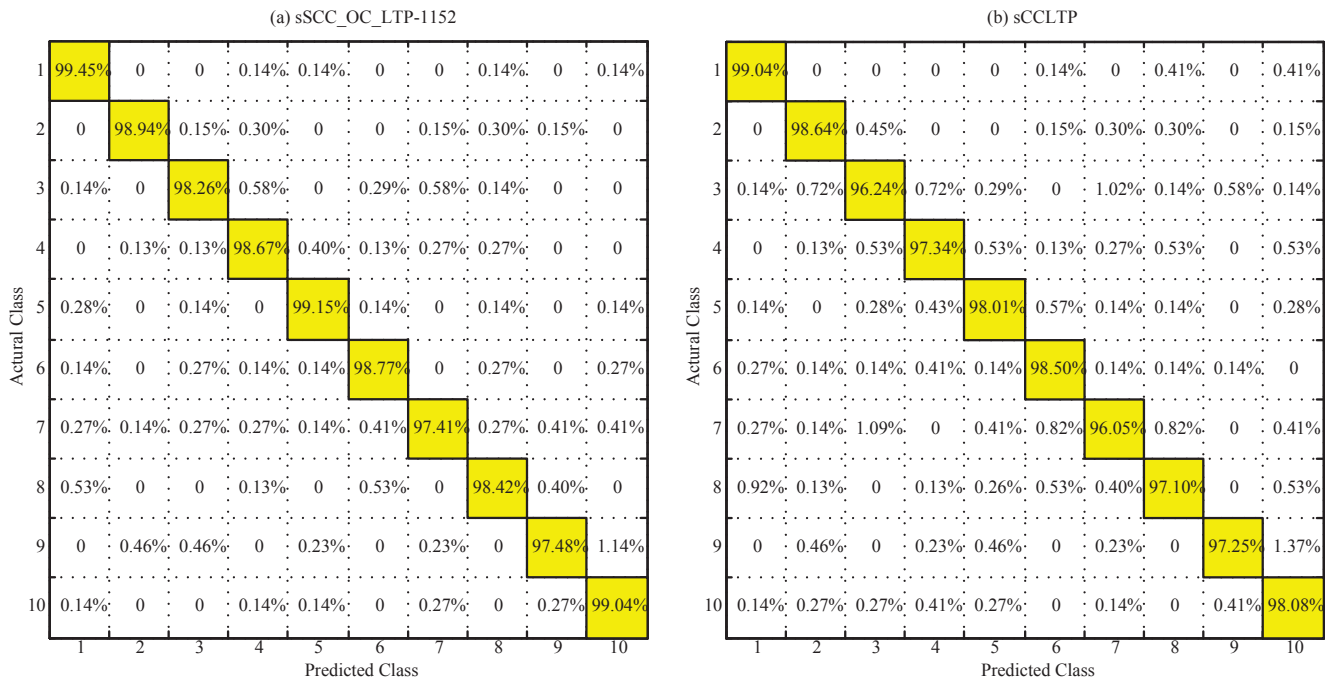 (a) sSCC_OC_LTP-1152
1 99.45% 0 0 0.14% 0.14% 0 0 0.14% 0 0.14%
2 0 98.94% 0.15% 0.30% 0 0 0.15% 0.30% 0.15% 0
3 0.14% 0 98.26% 0.58% 0 0.29% 0.58% 0.14% 0 0
4 0 0.13% 0.13% 98.67% 0.40% 0.13% 0.27% 0.27% 0 0
5 0.28% 0 0.14% 0 99.15% 0.14% 0 0.14% 0 0.14%
6 0.14% 0 0.27% 0.14% 0.14% 98.77% 0 0.27% 0 0.27%
7 0.27% 0.14% 0.27% 0.27% 0.14% 0.41% 97.41% 0.27% 0.41% 0.41%
8 0.53% 0 0 0.13% 0 0.53% 0 98.42% 0.40% 0
9 0 0.46% 0.46% 0 0.23% 0 0.23% 0 97.48% 1.14%
10 0.14% 0 0 0.14% 0.14% 0 0.27% 0 0.27% 99.04%
1 2 3 4 5 6 7 8 9 10
Predicted Class
Actural Class
(b) sCCLTP
1 99.04% 0 0 0 0 0.14% 0 0.41% 0 0.41%
2 0 98.64% 0.45% 0 0 0.15% 0.30% 0.30% 0 0.15%
3 0.14% 0.72% 96.24% 0.72% 0.29% 0 1.02% 0.14% 0.58% 0.14%
4 0 0.13% 0.53% 97.34% 0.53% 0.13% 0.27% 0.53% 0 0.53%
5 0.14% 0 0.28% 0.43% 98.01% 0.57% 0.14% 0.14% 0 0.28%
6 0.27% 0.14% 0.14% 0.41% 0.14% 98.50% 0.14% 0.14% 0.14% 0
7 0.27% 0.14% 1.09% 0 0.41% 0.82% 96.05% 0.82% 0 0.41%
8 0.92% 0.13% 0 0.13% 0.26% 0.53% 0.40% 97.10% 0 0.53%
9 0 0.46% 0 0.23% 0.46% 0 0.23% 0 97.25% 1.37%
10 0.14% 0.27% 0.27% 0.41% 0.27% 0 0.14% 0 0.41% 98.08%
1 2 3 4 5 6 7 8 9 10
Predicted Class
Actural Class